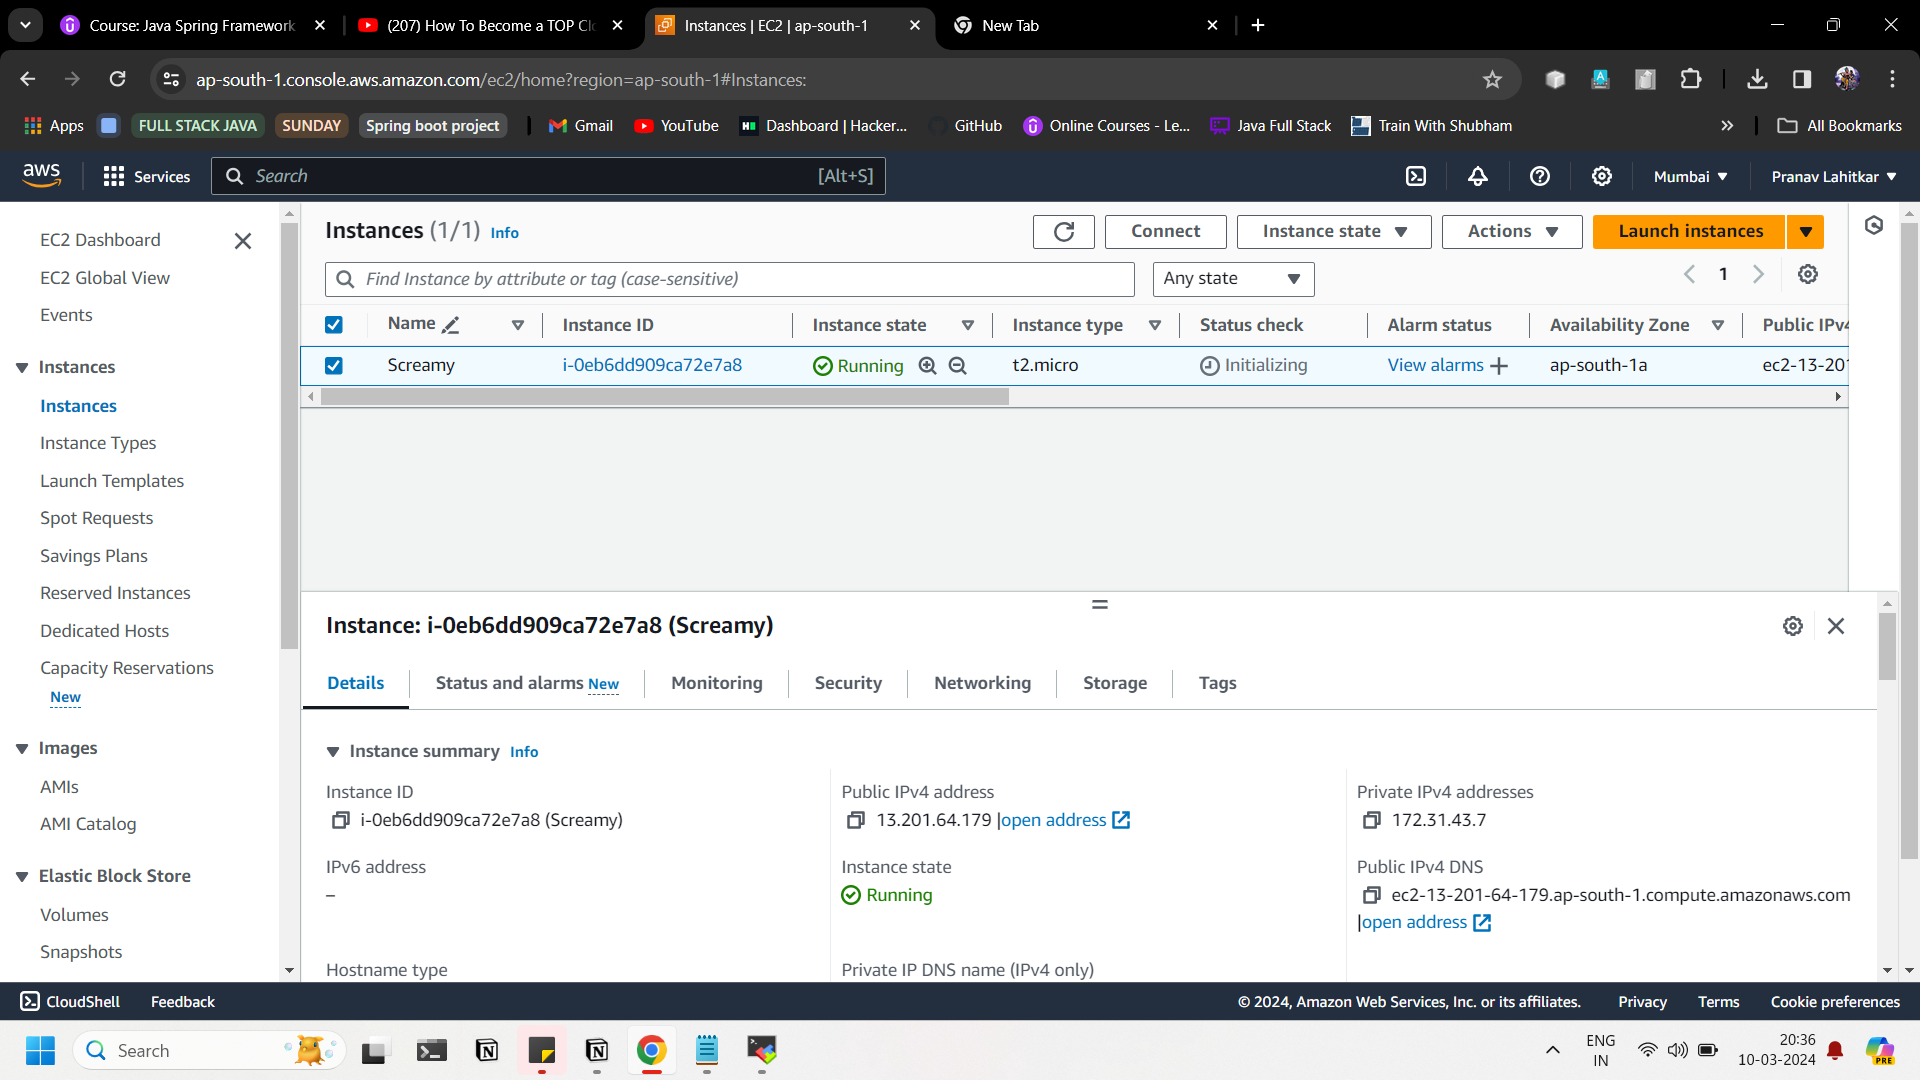 Course: Java Spring Framework
(207) How To Become a TOP Clo
Instances | EC2 | ap-south-1
New Tab
ap-south-1.console.aws.amazon.com/ec2/home?region=ap-south-1#Instances:
Apps
FULL STACK JAVA
SUNDAY
Spring boot project
Gmail
YouTube
Dashboard | Hacker...
GitHub
Online Courses - Le...
Java Full Stack
Train With Shubham
All Bookmarks
aws
Services
Search
[Alt+S]
Mumbai
Pranav Lahitkar
EC2 Dashboard
EC2 Global View
Events
Instances
Instances
Instance Types
Launch Templates
Spot Requests
Savings Plans
Reserved Instances
Dedicated Hosts
Capacity Reservations
New
Images
AMIs
AMI Catalog
Elastic Block Store
Volumes
Snapshots
Instances (1/1) Info
Connect
Instance state
Actions
Launch instances
Find Instance by attribute or tag (case-sensitive)
Any state
1
Name
Instance ID
Instance state
Instance type
Status check
Alarm status
Availability Zone
Public IPv4
Screamy
i-0eb6dd909ca72e7a8
Running
t2.micro
Initializing
View alarms
ap-south-1a
ec2-13-201
Instance: i-0eb6dd909ca72e7a8 (Screamy)
Details
Status and alarms New
Monitoring
Security
Networking
Storage
Tags
Instance summary Info
Instance ID
i-0eb6dd909ca72e7a8 (Screamy)
Public IPv4 address
13.201.64.179 |open address
Private IPv4 addresses
172.31.43.7
IPv6 address
–
Instance state
Running
Public IPv4 DNS
ec2-13-201-64-179.ap-south-1.compute.amazonaws.com
|open address
Hostname type
Private IP DNS name (IPv4 only)
CloudShell
Feedback
© 2024, Amazon Web Services, Inc. or its affiliates.
Privacy
Terms
Cookie preferences
Search
ENG
IN
20:36
10-03-2024
PRE